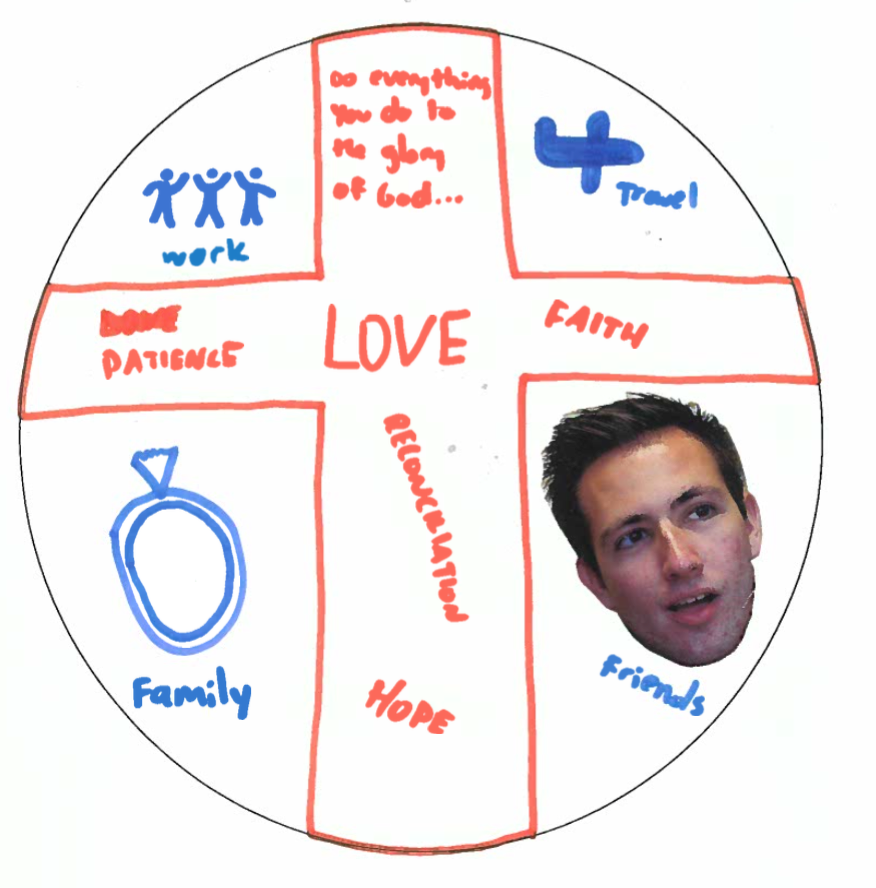 Do everything
you do to
the glory
of God...
Travel
work
PATIENCE
LOVE
FAITH
RECONCILIATION
Family
Friends
HOPE